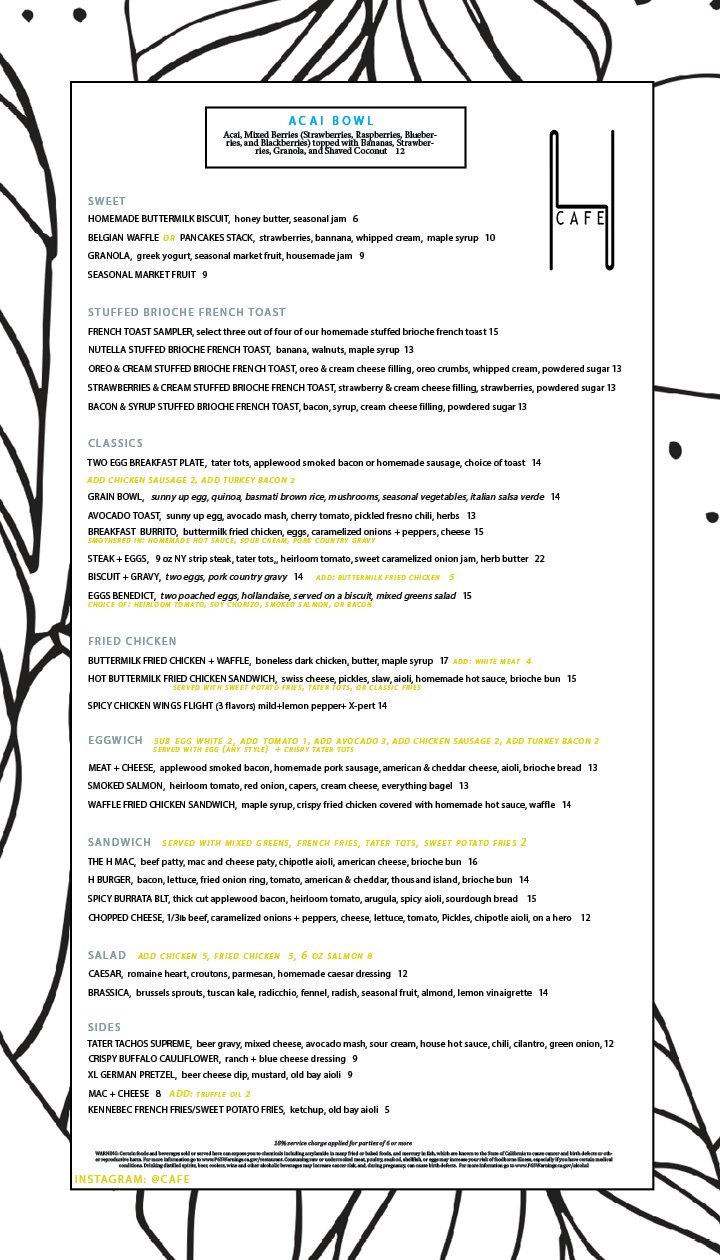 ACAI BOWL
Acai, Mixed Berries (Strawberries, Raspberries, Blueber-
ries, and Blackberries) topped with Bananas, Strawber-
ries, Granola, and Shaved Coconut 12
CAFE
SWEET
HOMEMADE BUTTERMILK BISCUIT, honey butter, seasonal jam 6
BELGIAN WAFFLE OR PANCAKES STACK, strawberries, bannana, whipped cream, maple syrup 10
GRANOLA, greek yogurt, seasonal market fruit, housemade jam 9
SEASONAL MARKET FRUIT 9
STUFFED BRIOCHE FRENCH TOAST
FRENCH TOAST SAMPLER, select three out of four of our homemade stuffed brioche french toast 15
NUTELLA STUFFED BRIOCHE FRENCH TOAST, banana, walnuts, maple syrup 13
OREO & CREAM STUFFED BRIOCHE FRENCH TOAST, oreo & cream cheese filling, oreo crumbs, whipped cream, powdered sugar 13
STRAWBERRIES & CREAM STUFFED BRIOCHE FRENCH TOAST, strawberry & cream cheese filling, strawberries, powdered sugar 13
BACON & SYRUP STUFFED BRIOCHE FRENCH TOAST, bacon, syrup, cream cheese filling, powdered sugar 13
CLASSICS
TWO EGG BREAKFAST PLATE, tater tots, applewood smoked bacon or homemade sausage, choice of toast 14
ADD CHICKEN SAUSAGE 2, ADD TURKEY BACON 2
GRAIN BOWL, sunny up egg, quinoa, basmati brown rice, mushrooms, seasonal vegetables, italian salsa verde 14
AVOCADO TOAST, sunny up egg, avocado mash, cherry tomato, pickled fresno chili, herbs 13
BREAKFAST BURRITO, buttermilk fried chicken, eggs, caramelized onions + peppers, cheese 15
SMOTHERED IN: HOMEMADE HOT SAUCE, SOUR CREAM, PORK COUNTRY GRAVY
STEAK + EGGS, 9 oz NY strip steak, tater tots,, heirloom tomato, sweet caramelized onion jam, herb butter 22
BISCUIT + GRAVY, two eggs, pork country gravy 14 ADD: BUTTERMILK FRIED CHICKEN 5
EGGS BENEDICT, two poached eggs, hollandaise, served on a biscuit, mixed greens salad 15
CHOICE OF: HEIRLOOM TOMATO, SOY CHORIZO, SMOKED SALMON, OR BACON
FRIED CHICKEN
BUTTERMILK FRIED CHICKEN + WAFFLE, boneless dark chicken, butter, maple syrup 17 ADD: WHITE MEAT 4
HOT BUTTERMILK FRIED CHICKEN SANDWICH, swiss cheese, pickles, slaw, aioli, homemade hot sauce, brioche bun 15
SERVED WITH SWEET POTATO FRIES, TATER TOTS, OR CLASSIC FRIES
SPICY CHICKEN WINGS FLIGHT (3 flavors) mild+lemon pepper+ X-pert 14
EGGWICH SUB EGG WHITE 2, ADD TOMATO 1, ADD AVOCADO 3, ADD CHICKEN SAUSAGE 2, ADD TURKEY BACON 2
SERVED WITH EGG (ANY STYLE) + CRISPY TATER TOTS
MEAT + CHEESE, applewood smoked bacon, homemade pork sausage, american & cheddar cheese, aioli, brioche bread 13
SMOKED SALMON, heirloom tomato, red onion, capers, cream cheese, everything bagel 13
WAFFLE FRIED CHICKEN SANDWICH, maple syrup, crispy fried chicken covered with homemade hot sauce, waffle 14
SANDWICH SERVED WITH MIXED GREENS, FRENCH FRIES, TATER TOTS, SWEET POTATO FRIES 2
THE H MAC, beef patty, mac and cheese paty, chipotle aioli, american cheese, brioche bun 16
H BURGER, bacon, lettuce, fried onion ring, tomato, american & cheddar, thousand island, brioche bun 14
SPICY BURRATA BLT, thick cut applewood bacon, heirloom tomato, arugula, spicy aioli, sourdough bread 15
CHOPPED CHEESE, 1/3lb beef, caramelized onions + peppers, cheese, lettuce, tomato, Pickles, chipotle aioli, on a hero 12
SALAD ADD CHICKEN 5, FRIED CHICKEN 5, 6 OZ SALMON 8
CAESAR, romaine heart, croutons, parmesan, homemade caesar dressing 12
BRASSICA, brussels sprouts, tuscan kale, radicchio, fennel, radish, seasonal fruit, almond, lemon vinaigrette 14
SIDES
TATER TACHOS SUPREME, beer gravy, mixed cheese, avocado mash, sour cream, house hot sauce, chili, cilantro, green onion, 12
CRISPY BUFFALO CAULIFLOWER, ranch + blue cheese dressing 9
XL GERMAN PRETZEL, beer cheese dip, mustard, old bay aioli 9
MAC + CHEESE 8 ADD: TRUFFLE OIL 2
KENNEBEC FRENCH FRIES/SWEET POTATO FRIES, ketchup, old bay aioli 5
10% service charge applied for parties of 6 or more
WARNING: Certain foods and beverages sold or served here can expose you to chemicals including acrylamide in many fried or baked foods, and mercury in fish, which are known to the State of California to cause cancer and birth defects or oth-
er reproductive harm. For more information go to www.P65Warnings.ca.gov/restaurant. Consuming raw or undercooked meat, poultry, seafood, shellfish, or eggs may increase your risk of foodborne illness, especially if you have certain medical
conditions. Drinking distilled spirits, beer, coolers, wine and other alcoholic beverages may increase cancer risk, and, during pregnancy, can cause birth defects. For more information go to www.P65Warnings.ca.gov/alcohol
INSTAGRAM: @CAFE